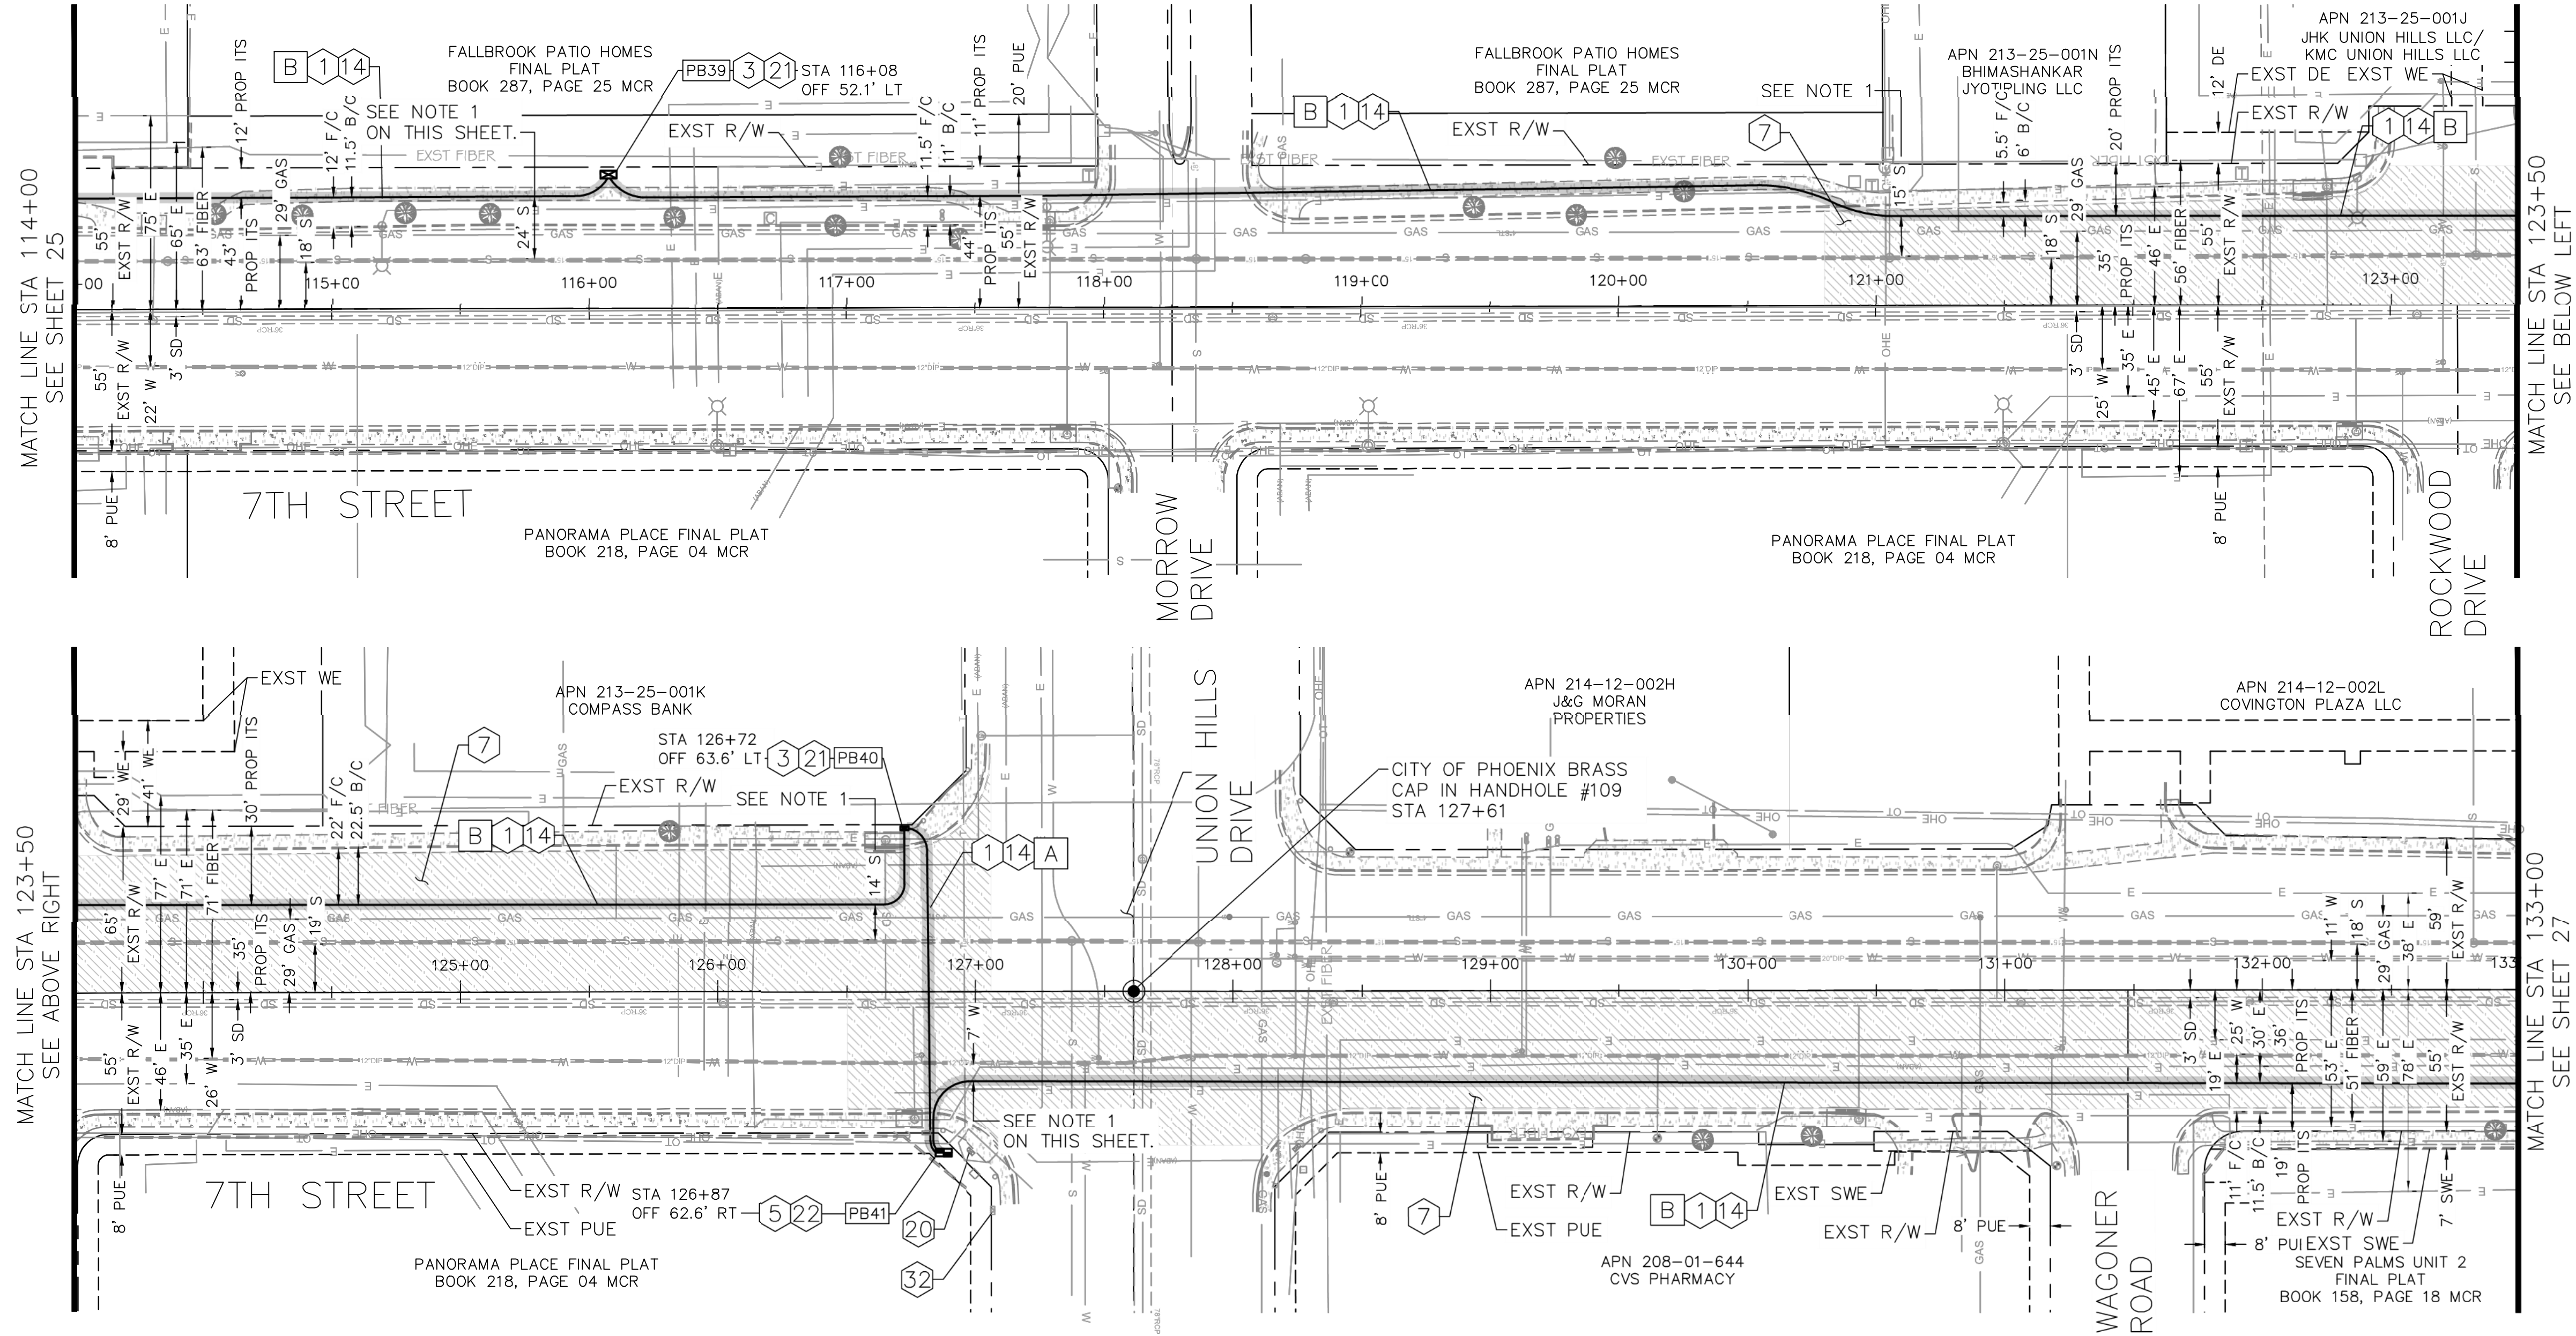 MATCH LINE STA 114+00
SEE SHEET 25
B 1 14
FALLBROOK PATIO HOMES
FINAL PLAT
BOOK 287, PAGE 25 MCR
SEE NOTE 1
ON THIS SHEET.
PB39 3 21 STA 116+08
OFF 52.1' LT
EXST R/W
12' PROP ITS
12' F/C
11.5' B/C
11.5' F/C
11' B/C
11' PROP ITS
20' PUE
EXST FIBER
55'
EXST R/W
75' E
65' E
63' FIBER
43'
PROP ITS
29' GAS
18' S
24' S
44'
PROP ITS
55'
EXST R/W
B 1 14
FALLBROOK PATIO HOMES
FINAL PLAT
BOOK 287, PAGE 25 MCR
EXST R/W
SEE NOTE 1
7
EXST FIBER
APN 213-25-001N
BHIMASHANKAR
JYOTIRLING LLC
APN 213-25-001J
JHK UNION HILLS LLC/
KMC UNION HILLS LLC
EXST DE EXST WE
EXST R/W
1 14 B
5.5' F/C
6' B/C
20' PROP ITS
12' DE
15' S
18' S
29' GAS
35'
PROP ITS
46' E
56' FIBER
55'
EXST R/W
GAS GAS GAS GAS GAS GAS GAS
115+00 116+00 117+00 118+00 119+00 120+00 121+00 123+00
55'
EXST R/W
22' W
3' SD
8' PUE
7TH STREET
PANORAMA PLACE FINAL PLAT
BOOK 218, PAGE 04 MCR
MORROW
DRIVE
PANORAMA PLACE FINAL PLAT
BOOK 218, PAGE 04 MCR
3' SD
25' W
35' E
45' E
67' E
55'
EXST R/W
8' PUE
ROCKWOOD
DRIVE
MATCH LINE STA 123+50
SEE BELOW LEFT
MATCH LINE STA 123+50
SEE ABOVE RIGHT
EXST WE
APN 213-25-001K
COMPASS BANK
7
STA 126+72
OFF 63.6' LT 3 21 PB40
EXST R/W
SEE NOTE 1
B 1 14
1 14 A
29' WE
41' WE
30' PROP ITS
22' F/C
22.5' B/C
65'
EXST R/W
77' E
71' E
71' FIBER
35'
PROP ITS
29' GAS
19' S
14' S
UNION HILLS
DRIVE
CITY OF PHOENIX BRASS
CAP IN HANDHOLE #109
STA 127+61
APN 214-12-002H
J&G MORAN
PROPERTIES
APN 214-12-002L
COVINGTON PLAZA LLC
11' W
18' S
29' GAS
38' E
59'
EXST R/W
125+00 126+00 127+00 128+00 129+00 130+00 131+00 132+00 133
55'
EXST R/W
46' E
35' E
26' W
3' SD
8' PUE
7' W
7TH STREET
EXST R/W
EXST PUE
STA 126+87
OFF 62.6' RT 5 22 PB41
20
32
SEE NOTE 1
ON THIS SHEET.
PANORAMA PLACE FINAL PLAT
BOOK 218, PAGE 04 MCR
8' PUE
7
EXST R/W
EXST PUE
B 1 14
EXST SWE
EXST R/W
8' PUE
APN 208-01-644
CVS PHARMACY
WAGONER
ROAD
3' SD
19' E
25' W
30' E
36'
PROP ITS
53' E
51' FIBER
59' E
78' E
55'
EXST R/W
11' F/C
11.5' B/C
19'
PROP ITS
7' SWE
EXST R/W
EXST SWE
SEVEN PALMS UNIT 2
FINAL PLAT
BOOK 158, PAGE 18 MCR
MATCH LINE STA 133+00
SEE SHEET 27